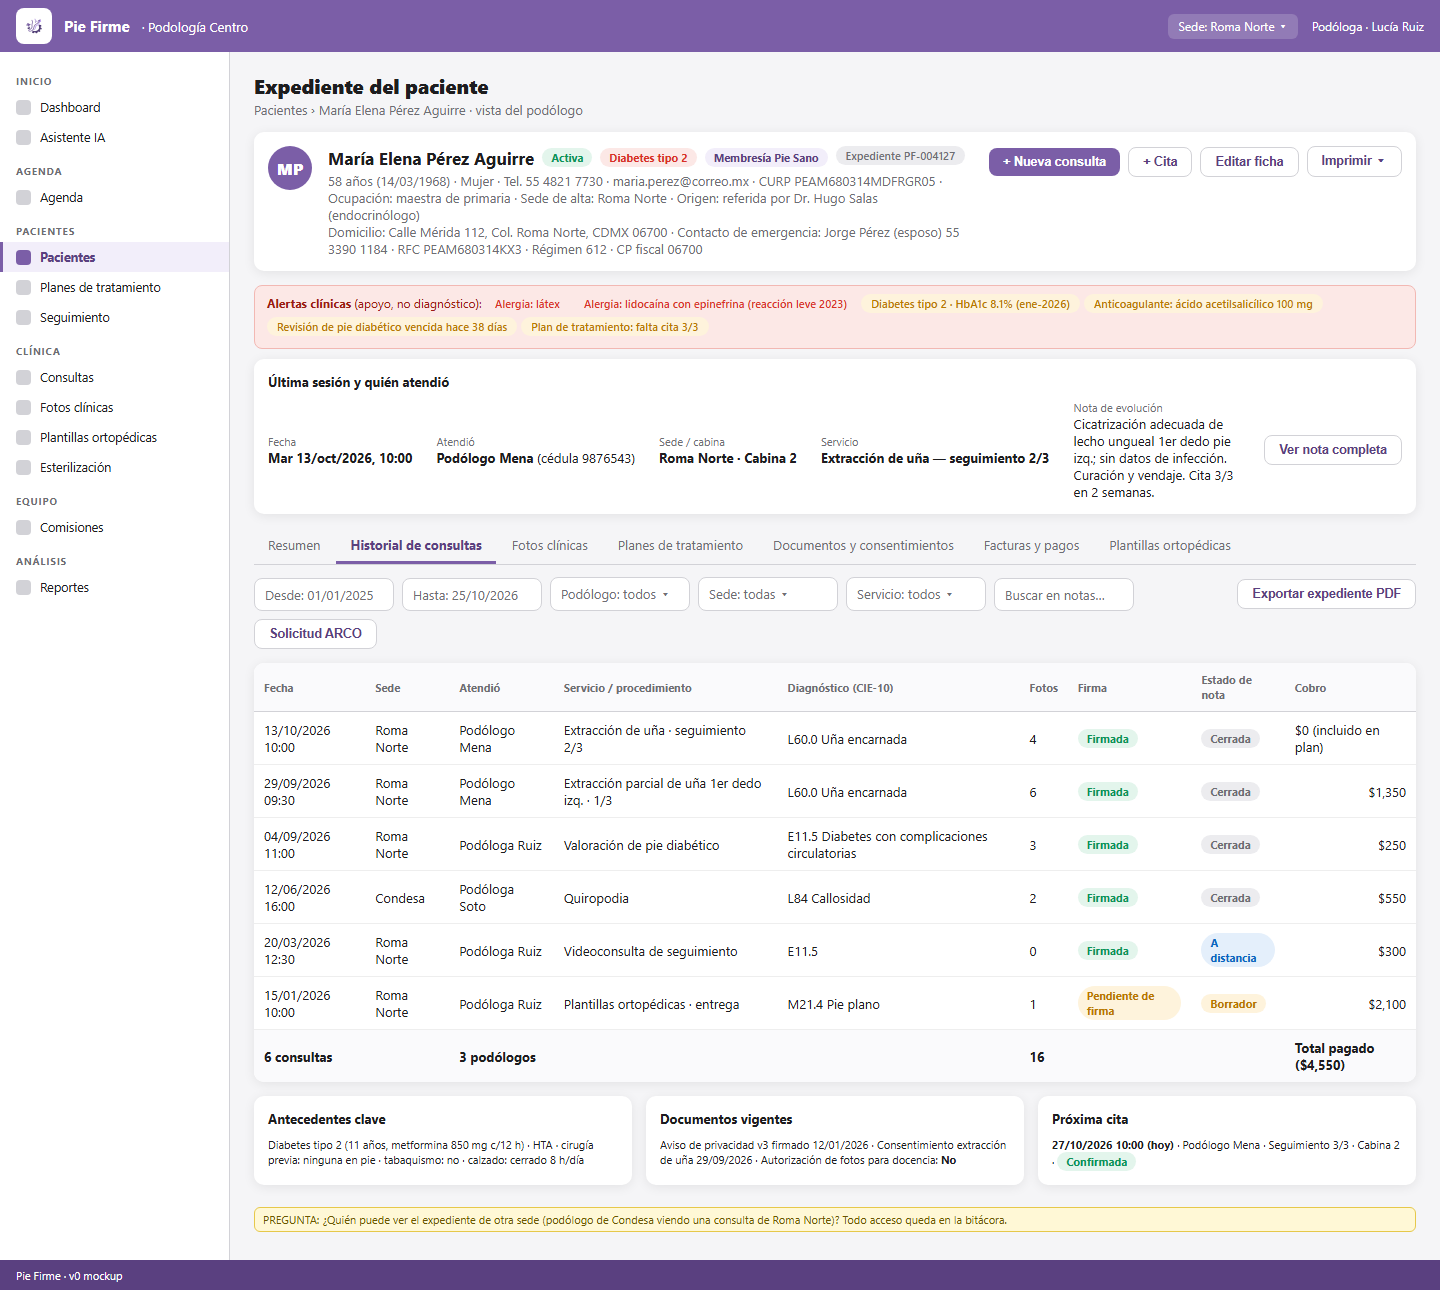 Pie Firme · Podología Centro
Sede: Roma Norte
Podóloga · Lucía Ruiz
INICIO
Dashboard
Asistente IA
AGENDA
Agenda
PACIENTES
Pacientes
Planes de tratamiento
Seguimiento
CLÍNICA
Consultas
Fotos clínicas
Plantillas ortopédicas
Esterilización
EQUIPO
Comisiones
ANÁLISIS
Reportes
Expediente del paciente
Pacientes › María Elena Pérez Aguirre · vista del podólogo
MP
María Elena Pérez Aguirre Activa Diabetes tipo 2 Membresía Pie Sano Expediente PF-004127
58 años (14/03/1968) · Mujer · Tel. 55 4821 7730 · maria.perez@correo.mx · CURP PEAM680314MDFRGR05 ·
Ocupación: maestra de primaria · Sede de alta: Roma Norte · Origen: referida por Dr. Hugo Salas
(endocrinólogo)
Domicilio: Calle Mérida 112, Col. Roma Norte, CDMX 06700 · Contacto de emergencia: Jorge Pérez (esposo) 55
3390 1184 · RFC PEAM680314KX3 · Régimen 612 · CP fiscal 06700
+ Nueva consulta
+ Cita
Editar ficha
Imprimir
Alertas clínicas (apoyo, no diagnóstico): Alergia: látex Alergia: lidocaína con epinefrina (reacción leve 2023) Diabetes tipo 2 · HbA1c 8.1% (ene-2026) Anticoagulante: ácido acetilsalicílico 100 mg
Revisión de pie diabético vencida hace 38 días Plan de tratamiento: falta cita 3/3
Última sesión y quién atendió
Fecha
Mar 13/oct/2026, 10:00
Atendió
Podólogo Mena (cédula 9876543)
Sede / cabina
Roma Norte · Cabina 2
Servicio
Extracción de uña — seguimiento 2/3
Nota de evolución
Cicatrización adecuada de
lecho ungueal 1er dedo pie
izq.; sin datos de infección.
Curación y vendaje. Cita 3/3
en 2 semanas.
Ver nota completa
Resumen Historial de consultas Fotos clínicas Planes de tratamiento Documentos y consentimientos Facturas y pagos Plantillas ortopédicas
Desde: 01/01/2025
Hasta: 25/10/2026
Podólogo: todos
Sede: todas
Servicio: todos
Buscar en notas...
Exportar expediente PDF
Solicitud ARCO
Fecha Sede Atendió Servicio / procedimiento Diagnóstico (CIE-10) Fotos Firma Estado de nota Cobro
13/10/2026 10:00 Roma Norte Podólogo Mena Extracción de uña · seguimiento 2/3 L60.0 Uña encarnada 4 Firmada Cerrada $0 (incluido en plan)
29/09/2026 09:30 Roma Norte Podólogo Mena Extracción parcial de uña 1er dedo izq. · 1/3 L60.0 Uña encarnada 6 Firmada Cerrada $1,350
04/09/2026 11:00 Roma Norte Podóloga Ruiz Valoración de pie diabético E11.5 Diabetes con complicaciones circulatorias 3 Firmada Cerrada $250
12/06/2026 16:00 Condesa Podóloga Soto Quiropodia L84 Callosidad 2 Firmada Cerrada $550
20/03/2026 12:30 Roma Norte Podóloga Ruiz Videoconsulta de seguimiento E11.5 0 Firmada A distancia $300
15/01/2026 10:00 Roma Norte Podóloga Ruiz Plantillas ortopédicas · entrega M21.4 Pie plano 1 Pendiente de firma Borrador $2,100
6 consultas 3 podólogos 16 Total pagado ($4,550)
Antecedentes clave
Diabetes tipo 2 (11 años, metformina 850 mg c/12 h) · HTA · cirugía
previa: ninguna en pie · tabaquismo: no · calzado: cerrado 8 h/día
Documentos vigentes
Aviso de privacidad v3 firmado 12/01/2026 · Consentimiento extracción
de uña 29/09/2026 · Autorización de fotos para docencia: No
Próxima cita
27/10/2026 10:00 (hoy) · Podólogo Mena · Seguimiento 3/3 · Cabina 2
· Confirmada
PREGUNTA: ¿Quién puede ver el expediente de otra sede (podólogo de Condesa viendo una consulta de Roma Norte)? Todo acceso queda en la bitácora.
Pie Firme · v0 mockup